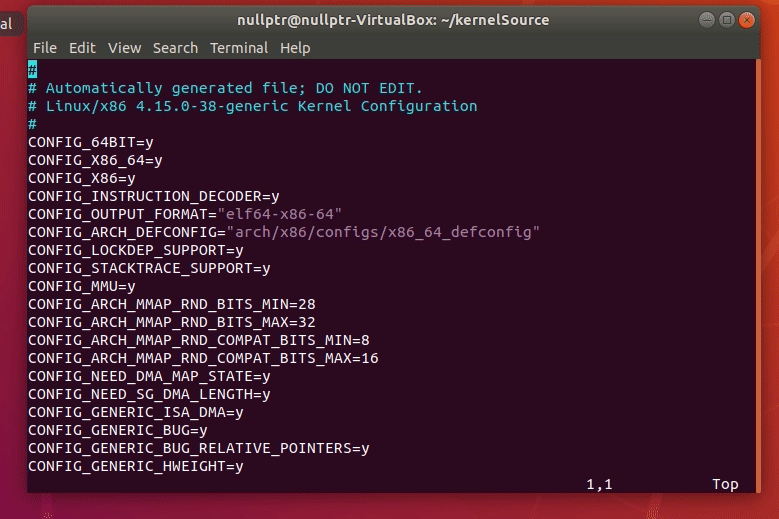 al
nullptr@nullptr-VirtualBox: ~/kernelSource
File Edit View Search Terminal Help
#
# Automatically generated file; DO NOT EDIT.
# Linux/x86 4.15.0-38-generic Kernel Configuration
#
CONFIG_64BIT=y
CONFIG_X86_64=y
CONFIG_X86=y
CONFIG_INSTRUCTION_DECODER=y
CONFIG_OUTPUT_FORMAT="elf64-x86-64"
CONFIG_ARCH_DEFCONFIG="arch/x86/configs/x86_64_defconfig"
CONFIG_LOCKDEP_SUPPORT=y
CONFIG_STACKTRACE_SUPPORT=y
CONFIG_MMU=y
CONFIG_ARCH_MMAP_RND_BITS_MIN=28
CONFIG_ARCH_MMAP_RND_BITS_MAX=32
CONFIG_ARCH_MMAP_RND_COMPAT_BITS_MIN=8
CONFIG_ARCH_MMAP_RND_COMPAT_BITS_MAX=16
CONFIG_NEED_DMA_MAP_STATE=y
CONFIG_NEED_SG_DMA_LENGTH=y
CONFIG_GENERIC_ISA_DMA=y
CONFIG_GENERIC_BUG=y
CONFIG_GENERIC_BUG_RELATIVE_POINTERS=y
CONFIG_GENERIC_HWEIGHT=y
1,1 Top